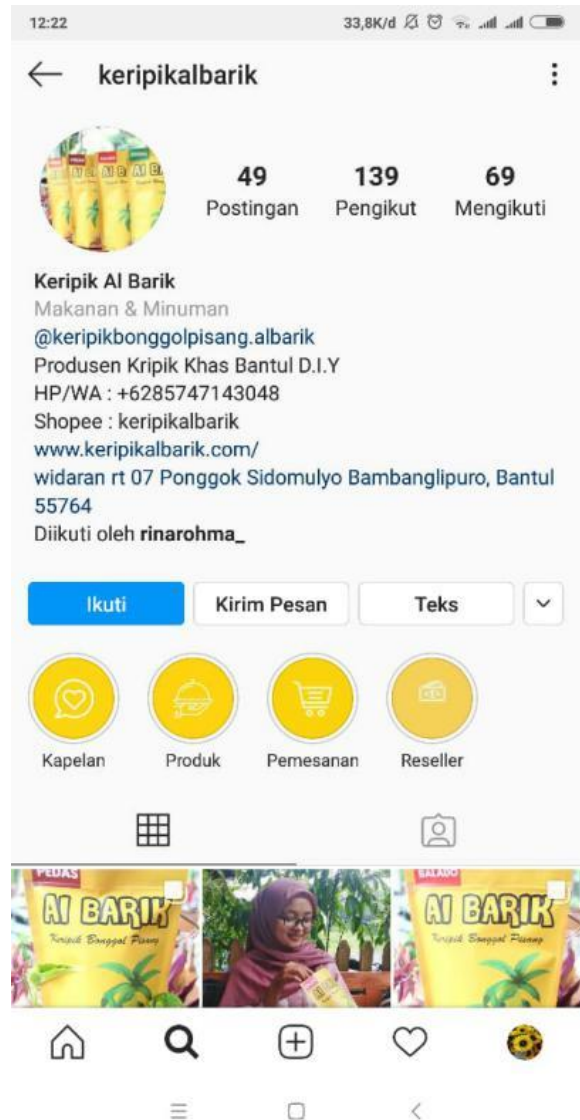 12:22 33,8K/d
keripikalbarik
49 139 69
Postingan Pengikut Mengikuti
Keripik Al Barik
Makanan & Minuman
@keripikbonggolpisang.albarik
Produsen Kripik Khas Bantul D.I.Y
HP/WA : +6285747143048
Shopee : keripikalbarik
www.keripikalbarik.com/
widaran rt 07 Ponggok Sidomulyo Bambanglipuro, Bantul
55764
Diikuti oleh rinarohma_
Ikuti Kirim Pesan Teks
Kapelan Produk Pemesanan Reseller
PEDAS BALADO
Al BARIK Al BARIK
Keripik Bonggol Pisang Keripik Bonggol Pisang